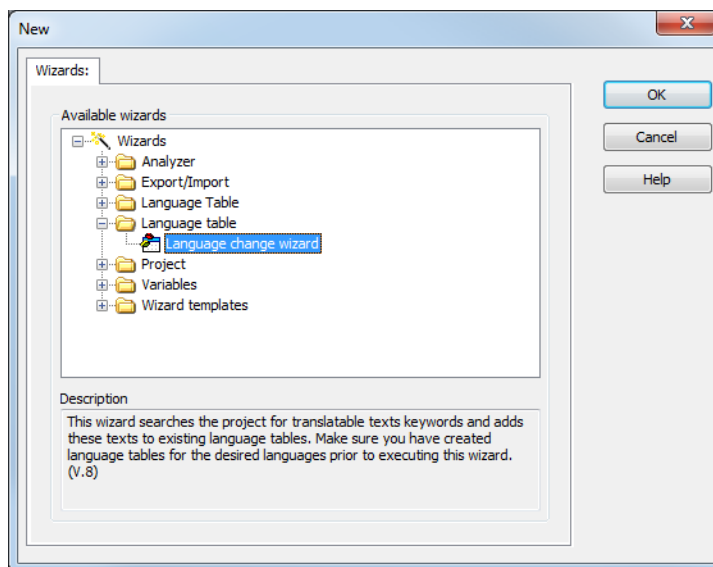 New
Wizards:
OK
Available wizards
Wizards
Cancel
Analyzer
Export/Import
Help
Language Table
Language table
Language change wizard
Project
Variables
Wizard templates
Description
This wizard searches the project for translatable texts keywords and adds
these texts to existing language tables. Make sure you have created
language tables for the desired languages prior to executing this wizard.
(V.8)